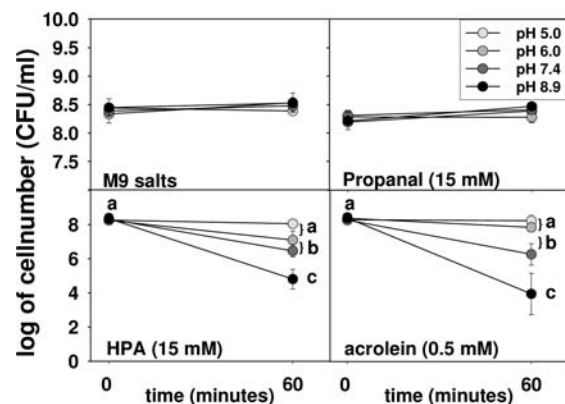 log of cellnumber (CFU/ml)
10.0
9.5
9.0
8.5
8.0
7.5
M9 salts
pH 5.0
pH 6.0
pH 7.4
pH 8.9
Propanal (15 mM)
8
6
4
2
0
a
} a
} b
c
HPA (15 mM)
a
} a
} b
c
acrolein (0.5 mM)
0
60
0
60
time (minutes)
time (minutes)